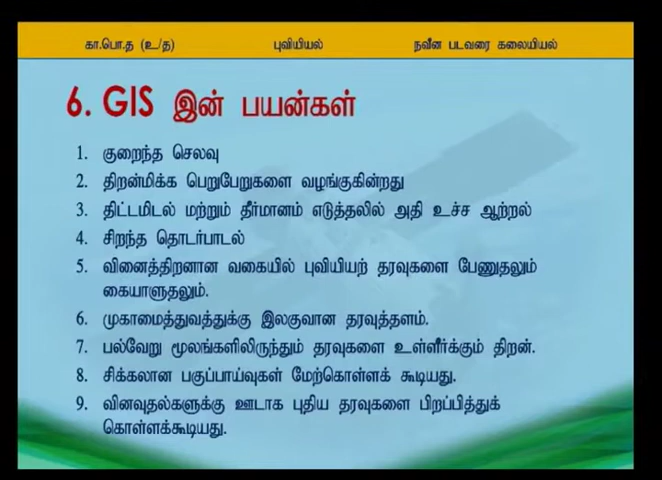 கா.பொ.த (உ/த) புவியியல் நவீன படவரை கலையியல்
6. GIS இன் பயன்கள்
1. குறைந்த செலவு
2. திறன்மிக்க பெறுபேறுகளை வழங்குகின்றது
3. திட்டமிடல் மற்றும் தீர்மானம் எடுத்தலில் அதி உச்ச ஆற்றல்
4. சிறந்த தொடர்பாடல்
5. வினைத்திறனான வகையில் புவியியற் தரவுகளை பேணுதலும்
கையாளுதலும்.
6. முகாமைத்துவத்துக்கு இலகுவான தரவுத்தளம்.
7. பல்வேறு மூலங்களிலிருந்தும் தரவுகளை உள்ளீர்க்கும் திறன்.
8. சிக்கலான பகுப்பாய்வுகள் மேற்கொள்ளக் கூடியது.
9. வினவுதல்களுக்கு ஊடாக புதிய தரவுகளை பிறப்பித்துக்
கொள்ளக்கூடியது.